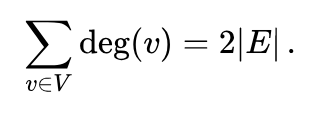 ∑_{v∈V} deg(v) = 2|E| .